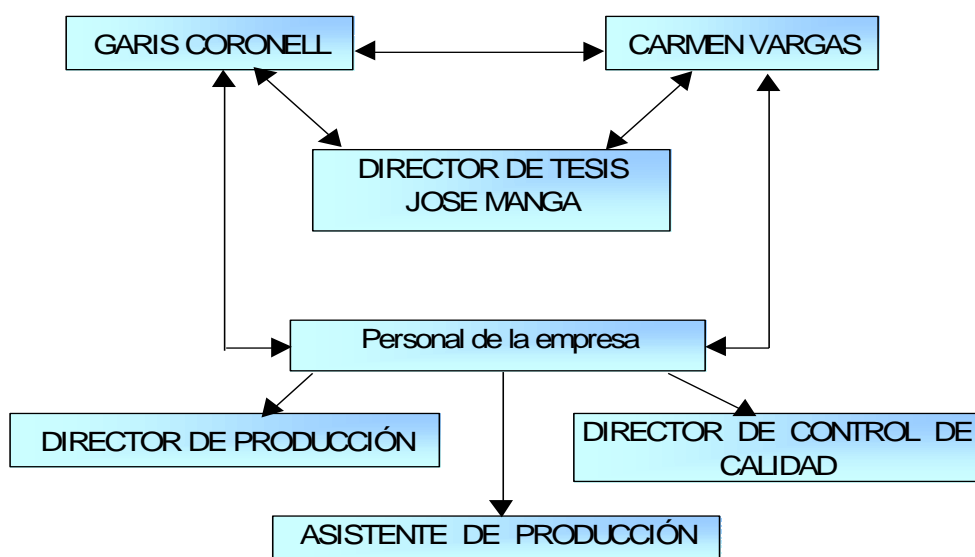 GARIS CORONELL
CARMEN VARGAS
DIRECTOR DE TESIS
JOSE MANGA
Personal de la empresa
DIRECTOR DE PRODUCCIÓN
DIRECTOR DE CONTROL DE
CALIDAD
ASISTENTE DE PRODUCCIÓN